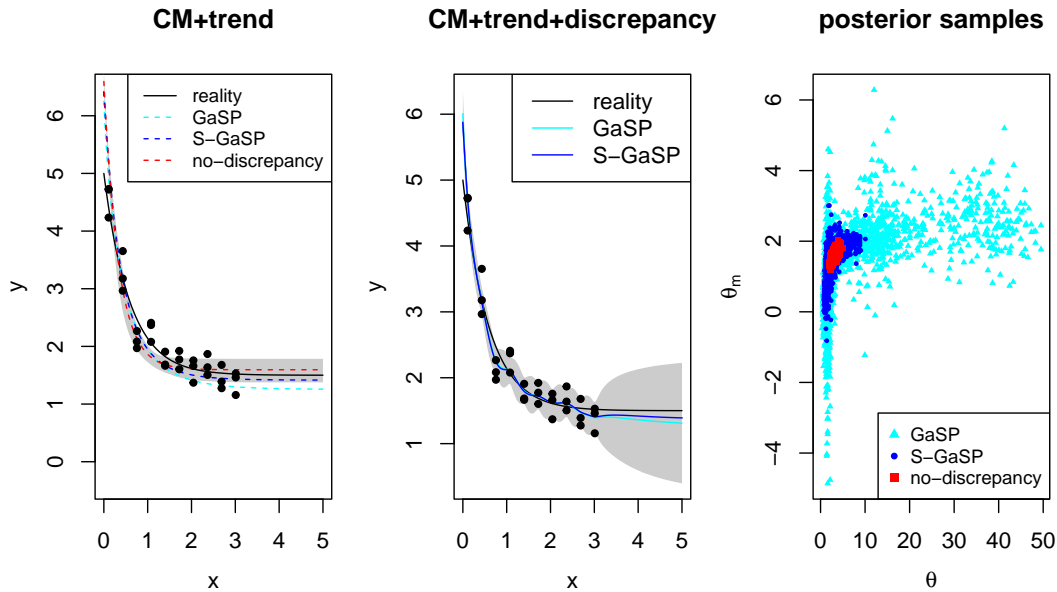 CM+trend
CM+trend+discrepancy
posterior samples
reality
GaSP
S−GaSP
no−discrepancy
y
6
5
4
3
2
1
0
0 1 2 3 4 5
x
reality
GaSP
S−GaSP
y
6
5
4
3
2
1
0 1 2 3 4 5
x
θm
6
4
2
0
−2
−4
GaSP
S−GaSP
no−discrepancy
0 10 20 30 40 50
θ